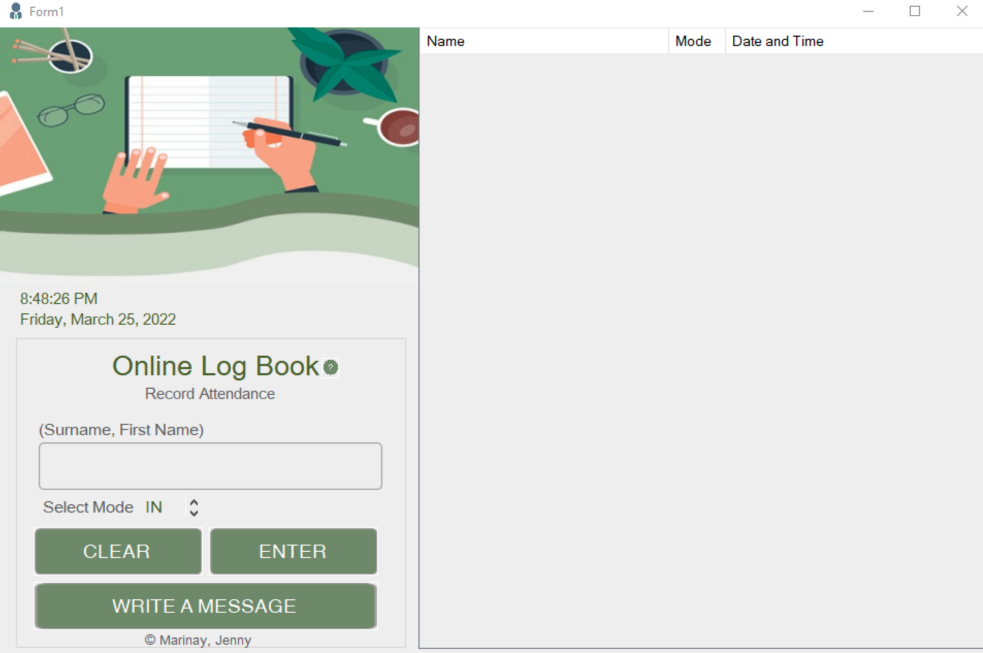 Form1
Name Mode Date and Time
8:48:26 PM
Friday, March 25, 2022
Online Log Book ?
Record Attendance
(Surname, First Name)
Select Mode IN
CLEAR ENTER
WRITE A MESSAGE
© Marinay, Jenny